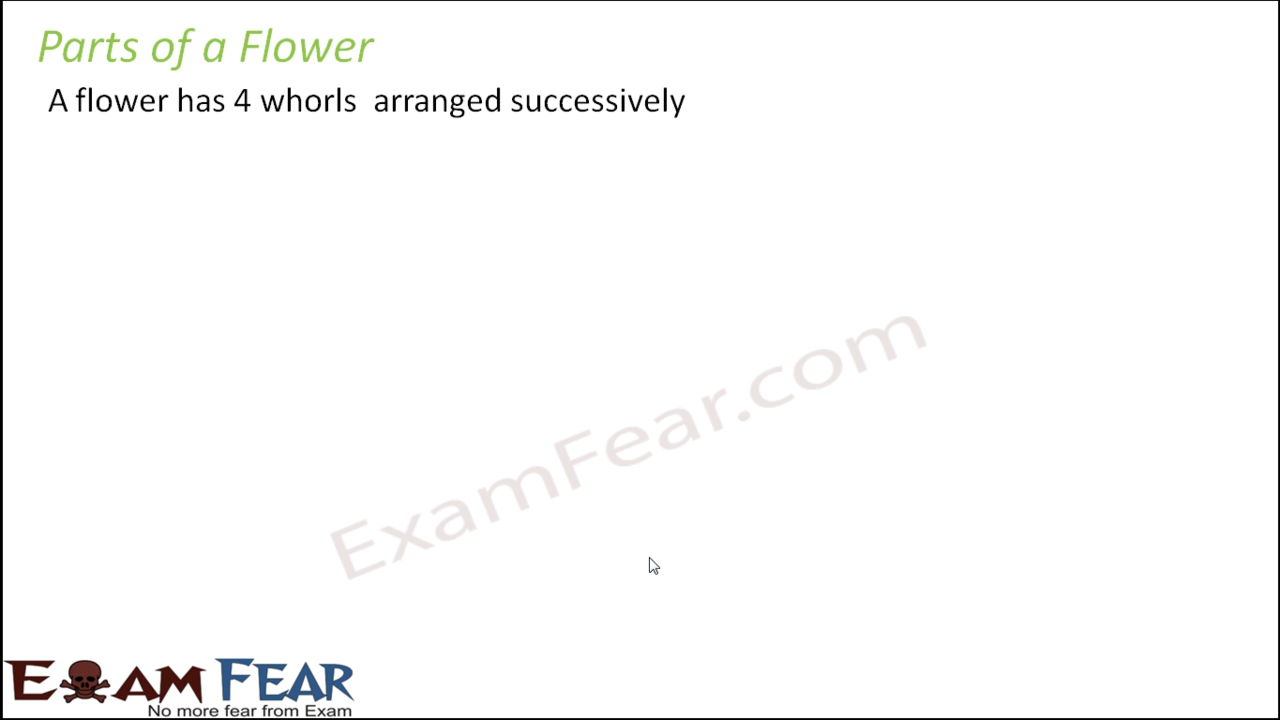 Parts of a Flower
A flower has 4 whorls arranged successively
ExamFear.com
EXAM FEAR
No more fear from Exam